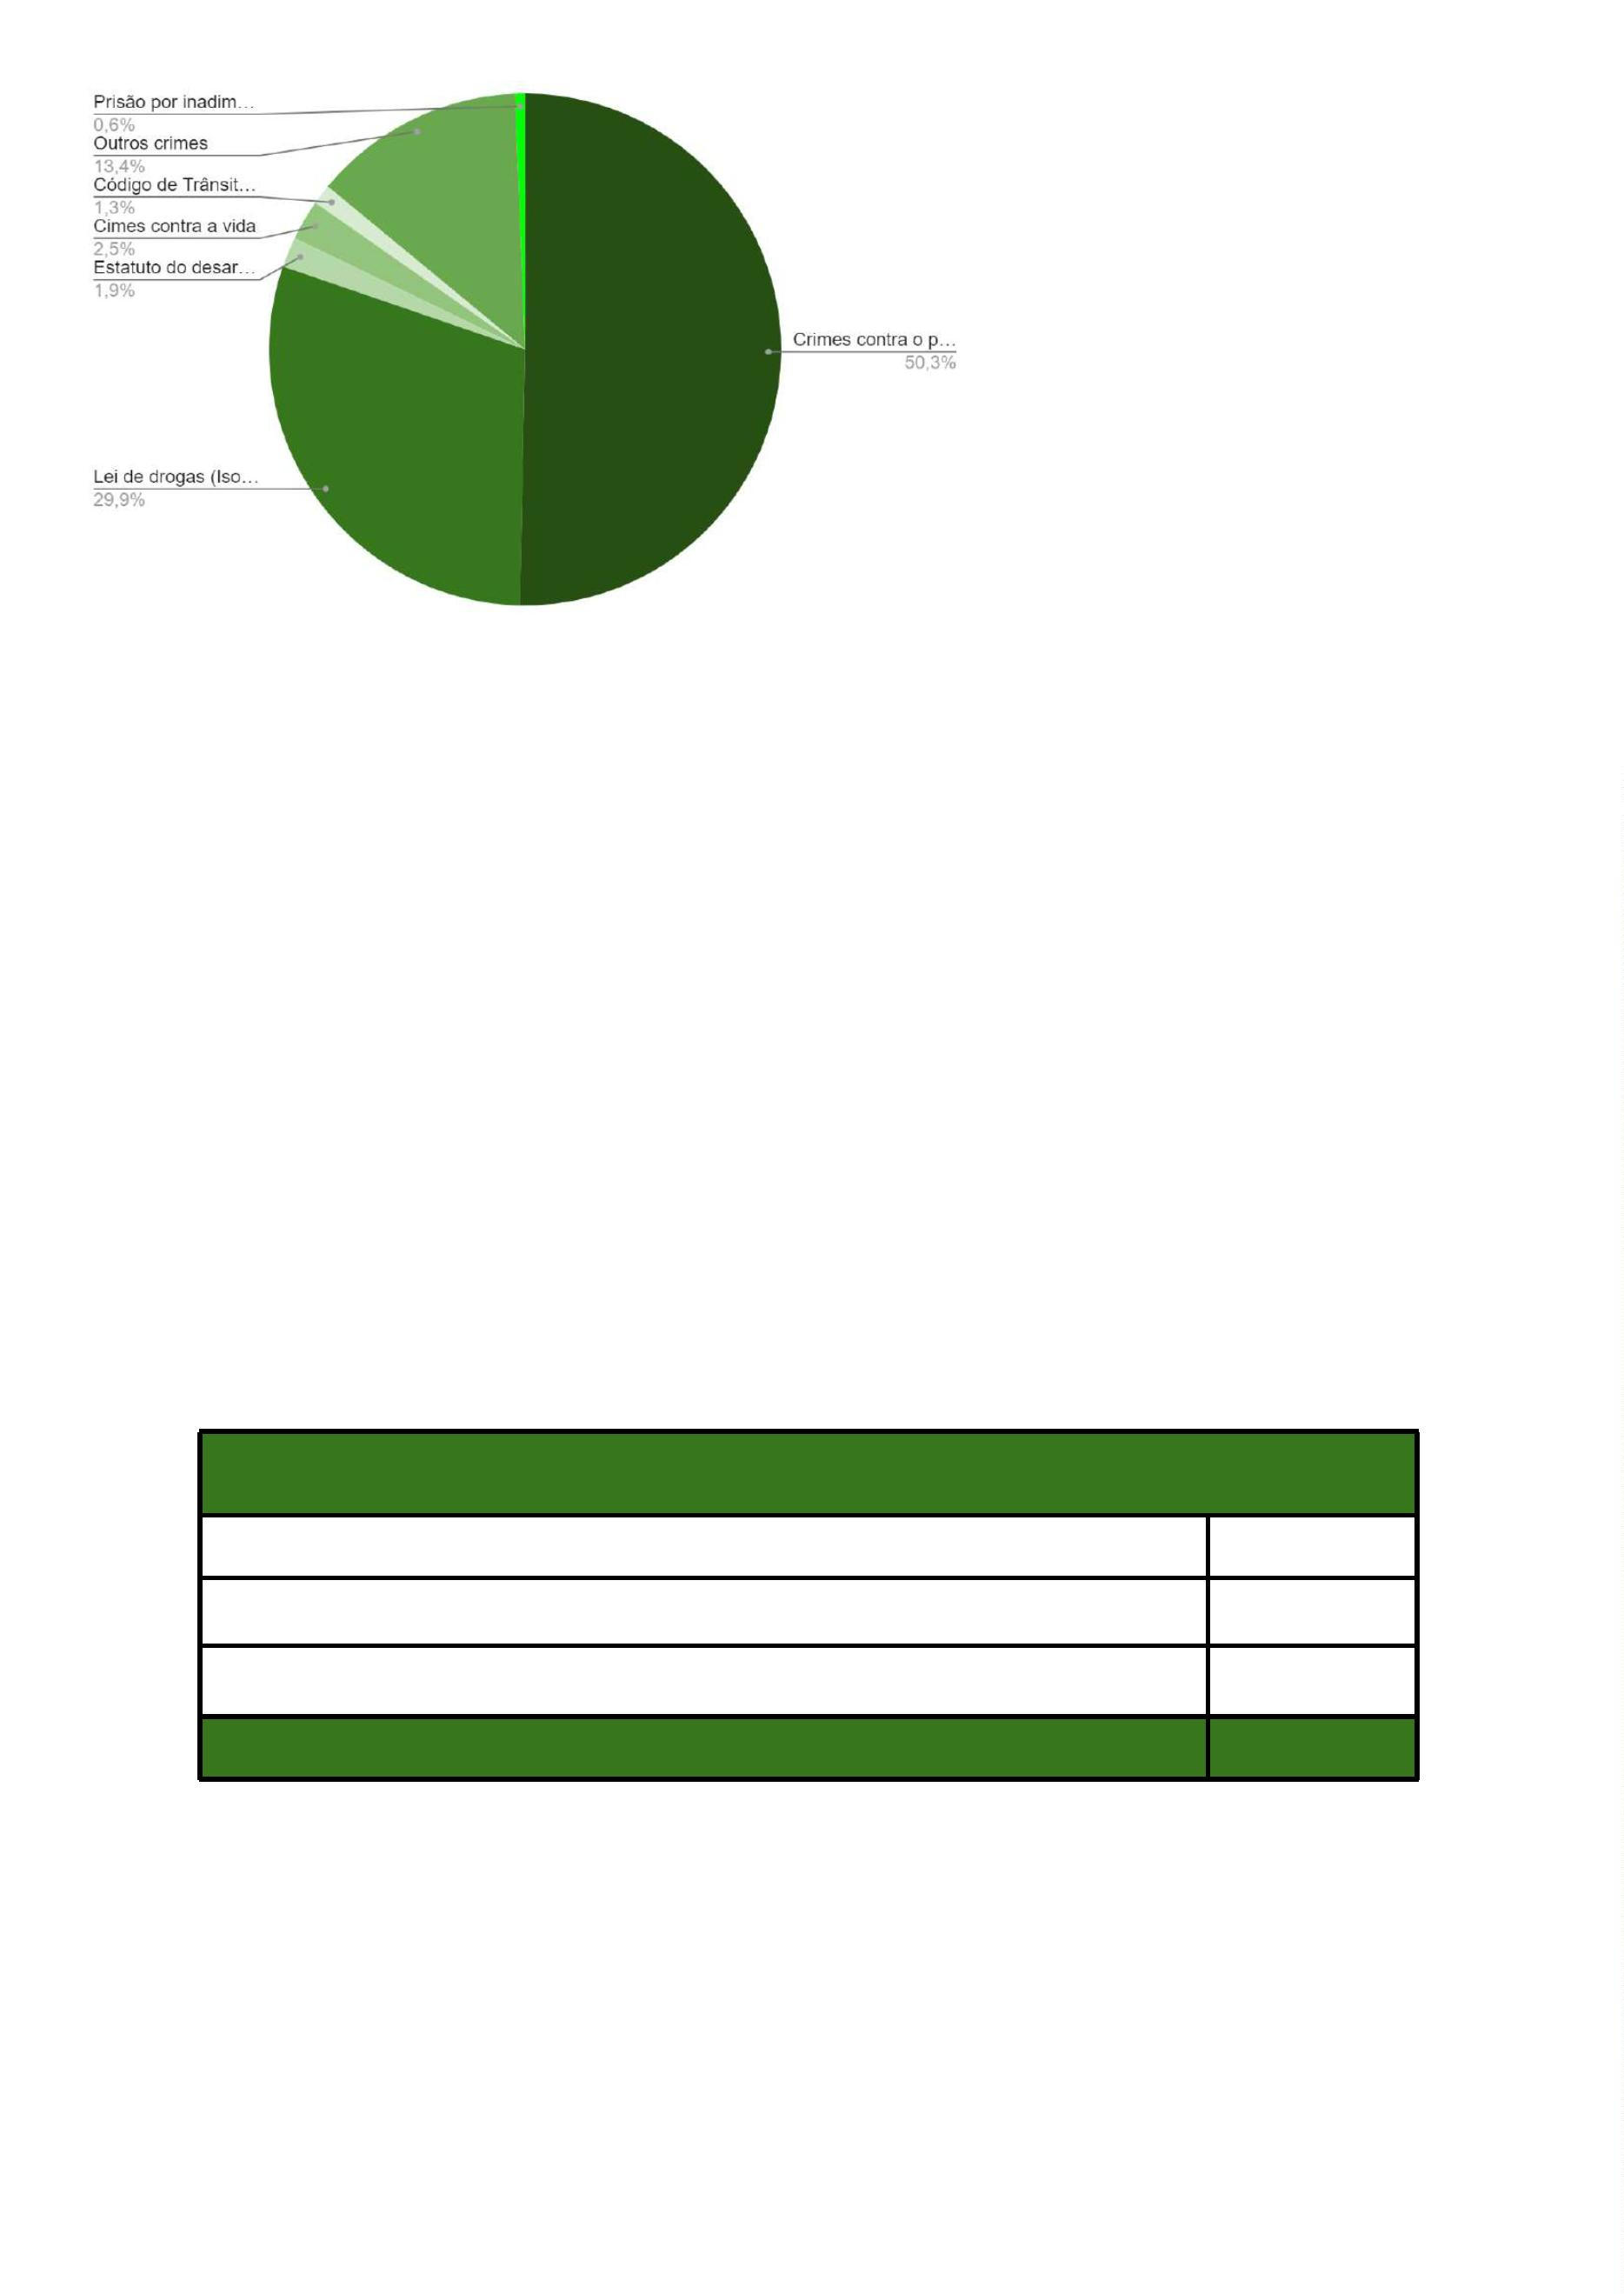 Prisão por inadim…
0,6%
Outros crimes
13,4%
Código de Trânsit…
1,3%
Cimes contra a vida
2,5%
Estatuto do desar…
1,9%
Crimes contra o p…
50,3%
Lei de drogas (Iso…
29,9%